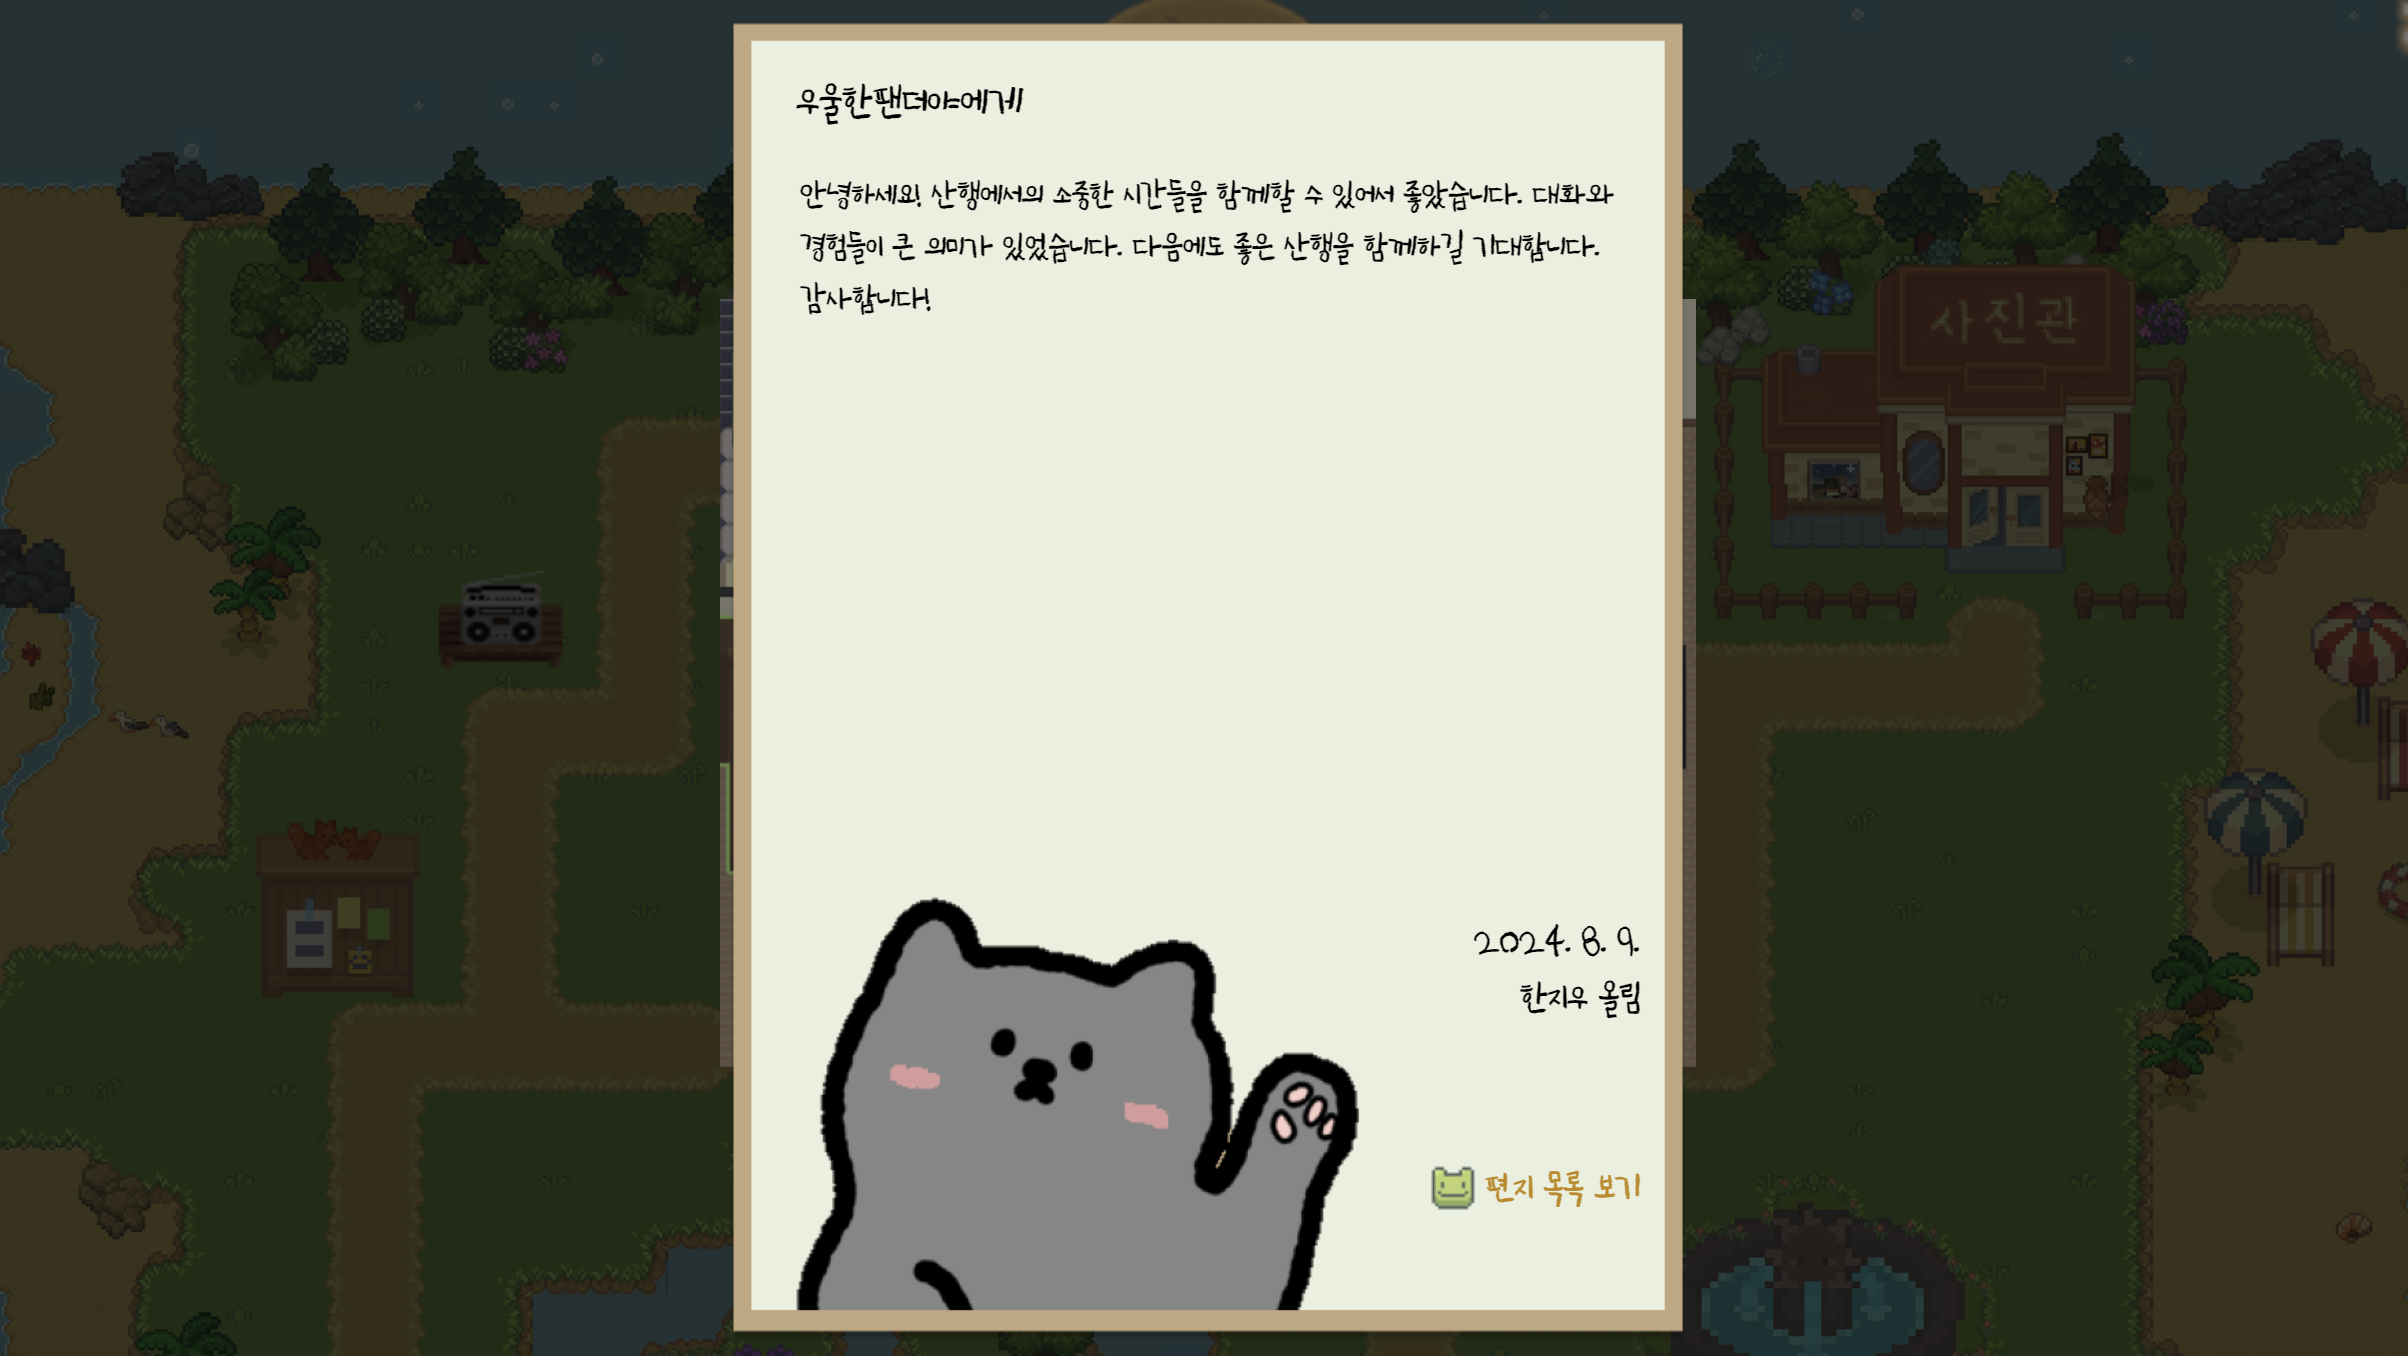 우울한팬더야에게
안녕하세요! 산행에서의 소중한 시간들을 함께할 수 있어서 좋았습니다. 대화와
경험들이 큰 의미가 있었습니다. 다음에도 좋은 산행을 함께하길 기대합니다.
감사합니다!
사진관
2024. 8. 9.
한지우 올림
편지 목록 보기